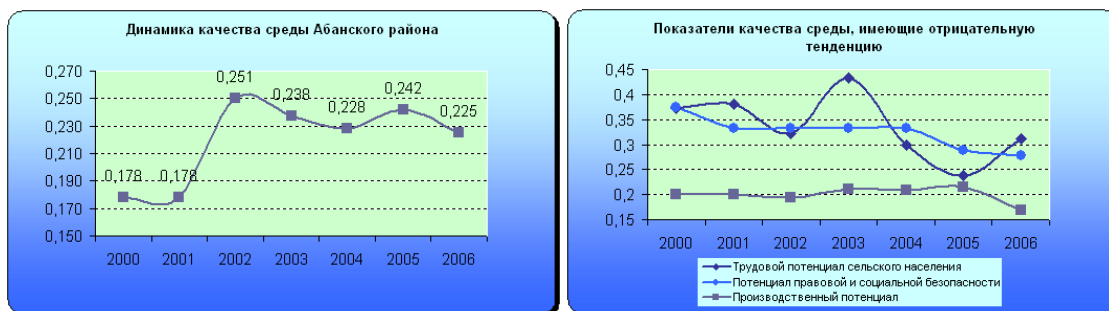 Динамика качества среды Абанского района
0,270
0,250
0,230
0,210
0,190
0,170
0,150
0,178
0,178
0,251
0,238
0,228
0,242
0,225
2000 2001 2002 2003 2004 2005 2006
Показатели качества среды, имеющие отрицательную
тенденцию
0,45
0,4
0,35
0,3
0,25
0,2
0,15
2000 2001 2002 2003 2004 2005 2006
Трудовой потенциал сельского населения
Потенциал правовой и социальной безопасности
Производственный потенциал